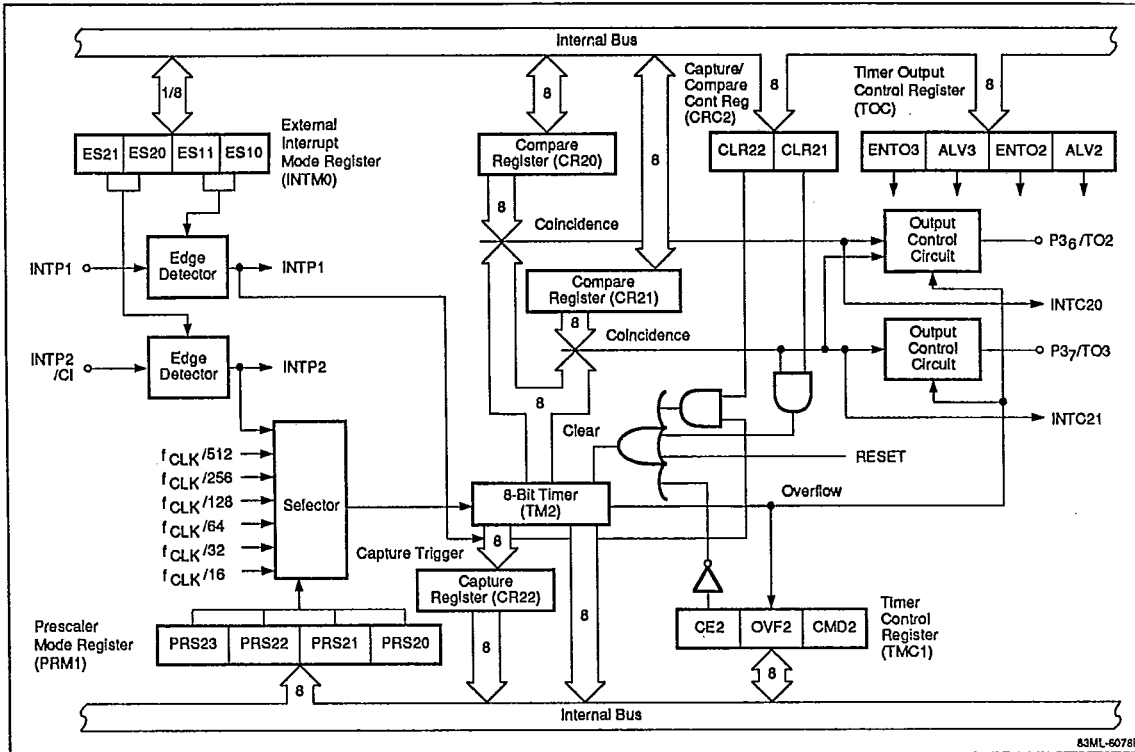 Internal Bus
1/8
8
8
8
8
Capture/
Compare
Cont Reg
(CRC2)
Timer Output
Control Register
(TOC)
External
Interrupt
Mode Register
(INTM0)
ES21 ES20 ES11 ES10
Compare
Register (CR20)
CLR22 CLR21
ENTO3 ALV3 ENTO2 ALV2
8
Coincidence
Output
Control
Circuit
P36/TO2
INTP1
Edge
Detector
INTP1
Compare
Register (CR21)
INTC20
8
Coincidence
Output
Control
Circuit
P37/TO3
INTP2
/CI
Edge
Detector
INTP2
8
Clear
INTC21
fCLK/512
fCLK/256
fCLK/128
fCLK/64
fCLK/32
fCLK/16
Selector
RESET
8-Bit Timer
(TM2)
Overflow
8
Capture Trigger
Capture
Register (CR22)
8
8
Prescaler
Mode Register
(PRM1)
PRS23 PRS22 PRS21 PRS20
CE2 OVF2 CMD2
Timer
Control
Register
(TMC1)
8
8
Internal Bus